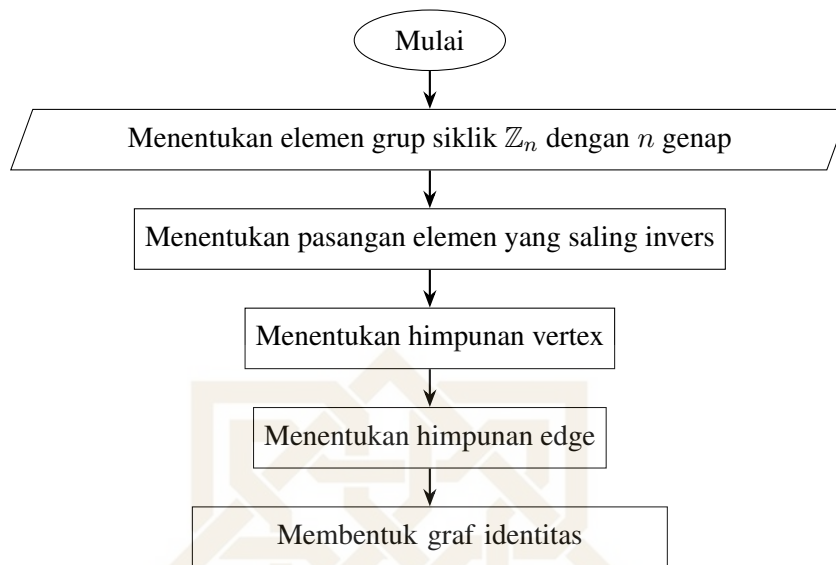 Mulai
Menentukan elemen grup siklik ℤn dengan n genap
Menentukan pasangan elemen yang saling invers
Menentukan himpunan vertex
Menentukan himpunan edge
Membentuk graf identitas